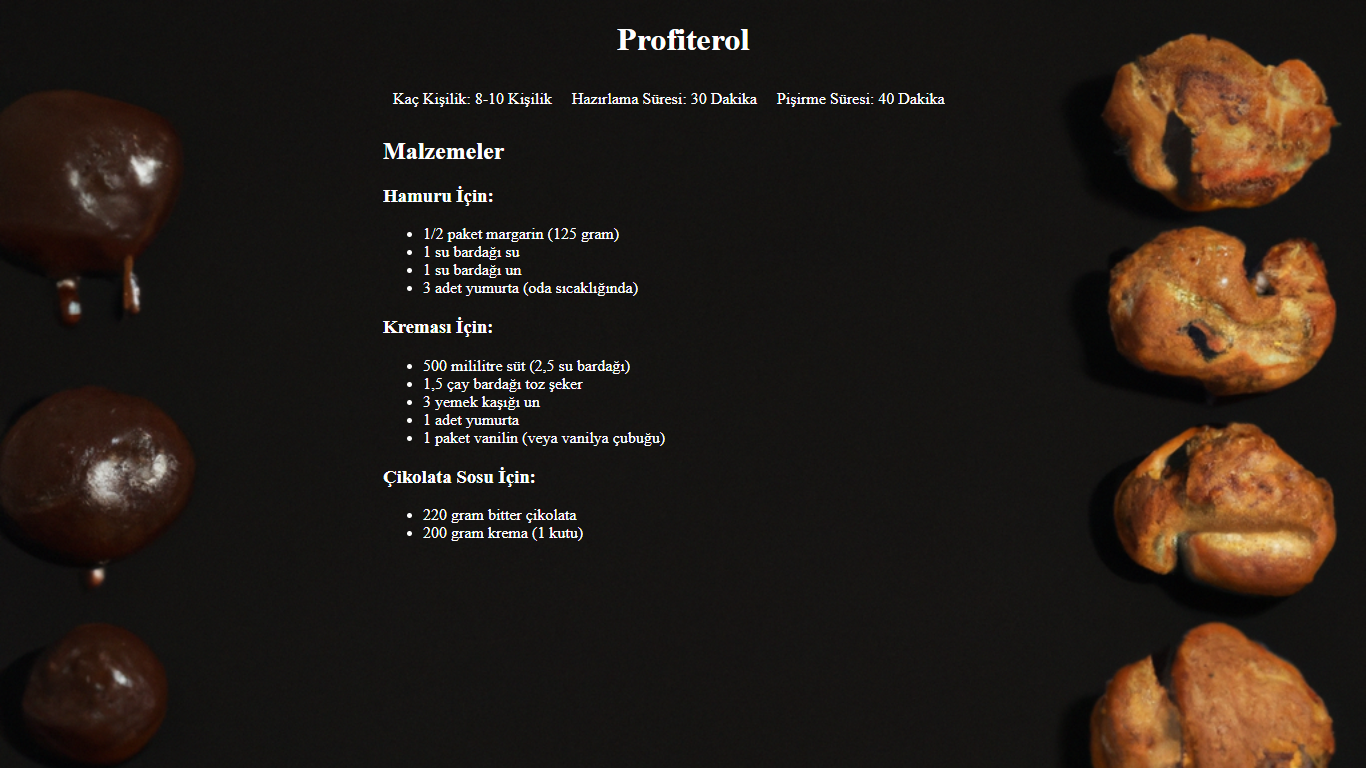 Profiterol
Kaç Kişilik: 8-10 Kişilik Hazırlama Süresi: 30 Dakika Pişirme Süresi: 40 Dakika
Malzemeler
Hamuru İçin:
• 1/2 paket margarin (125 gram)
• 1 su bardağı su
• 1 su bardağı un
• 3 adet yumurta (oda sıcaklığında)
Kreması İçin:
• 500 mililitre süt (2,5 su bardağı)
• 1,5 çay bardağı toz şeker
• 3 yemek kaşığı un
• 1 adet yumurta
• 1 paket vanilin (veya vanilya çubuğu)
Çikolata Sosu İçin:
• 220 gram bitter çikolata
• 200 gram krema (1 kutu)